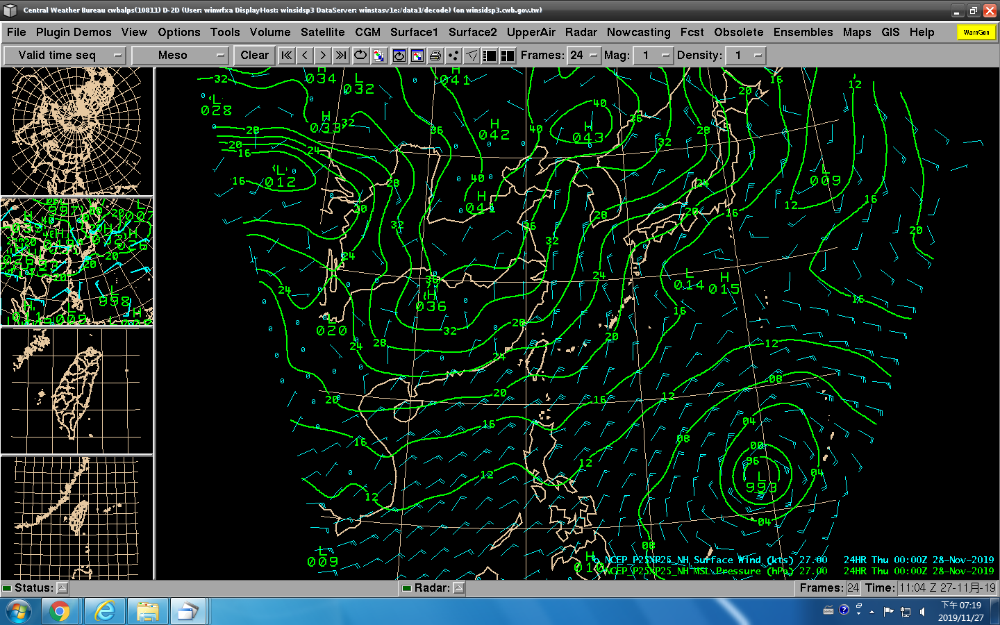 Central Weather Bureau cwbalps(10811) D-2D (User: winwfxa DisplayHost: winsidsp3 DataServer: winstasv1e:/data1/decode) (on winsidsp3.cwb.gov.tw)
File Plugin Demos View Options Tools Volume Satellite CGM Surface1 Surface2 UpperAir Radar Nowcasting Fcst Obsolete Ensembles Maps GIS Help WarnGen
Valid time seq Meso Clear Frames: 24 Mag: 1 Density: 1
H 034
L 032
H 041
L 028
H 033
H 042
H 043
L 012
H 041
L 009
32
32
40
36
20
16
12
28
20
16
24
36
40
32
28
16
28
40
24
12
16
20
32
36
28
20
16
20
32
24
24
24
36
H 036
L 014
H 015
16
L 020
28
32
20
16
24
28
24
20
12
20
20
16
12
08
16
16
04
08
00
96
L 993
12
12
12
04
04
00
L 009
H 010
NCEP_P25XP25_NH Surface Wind (kts) 27.00 24HR Thu 00:00Z 28-Nov-2019
NCEP_P25XP25_NH MSL Pressure (hPa) 27.00 24HR Thu 00:00Z 28-Nov-2019
Status: Radar: Frames: 24 Time: 11:04 Z 27-11月-19
下午 07:19
2019/11/27